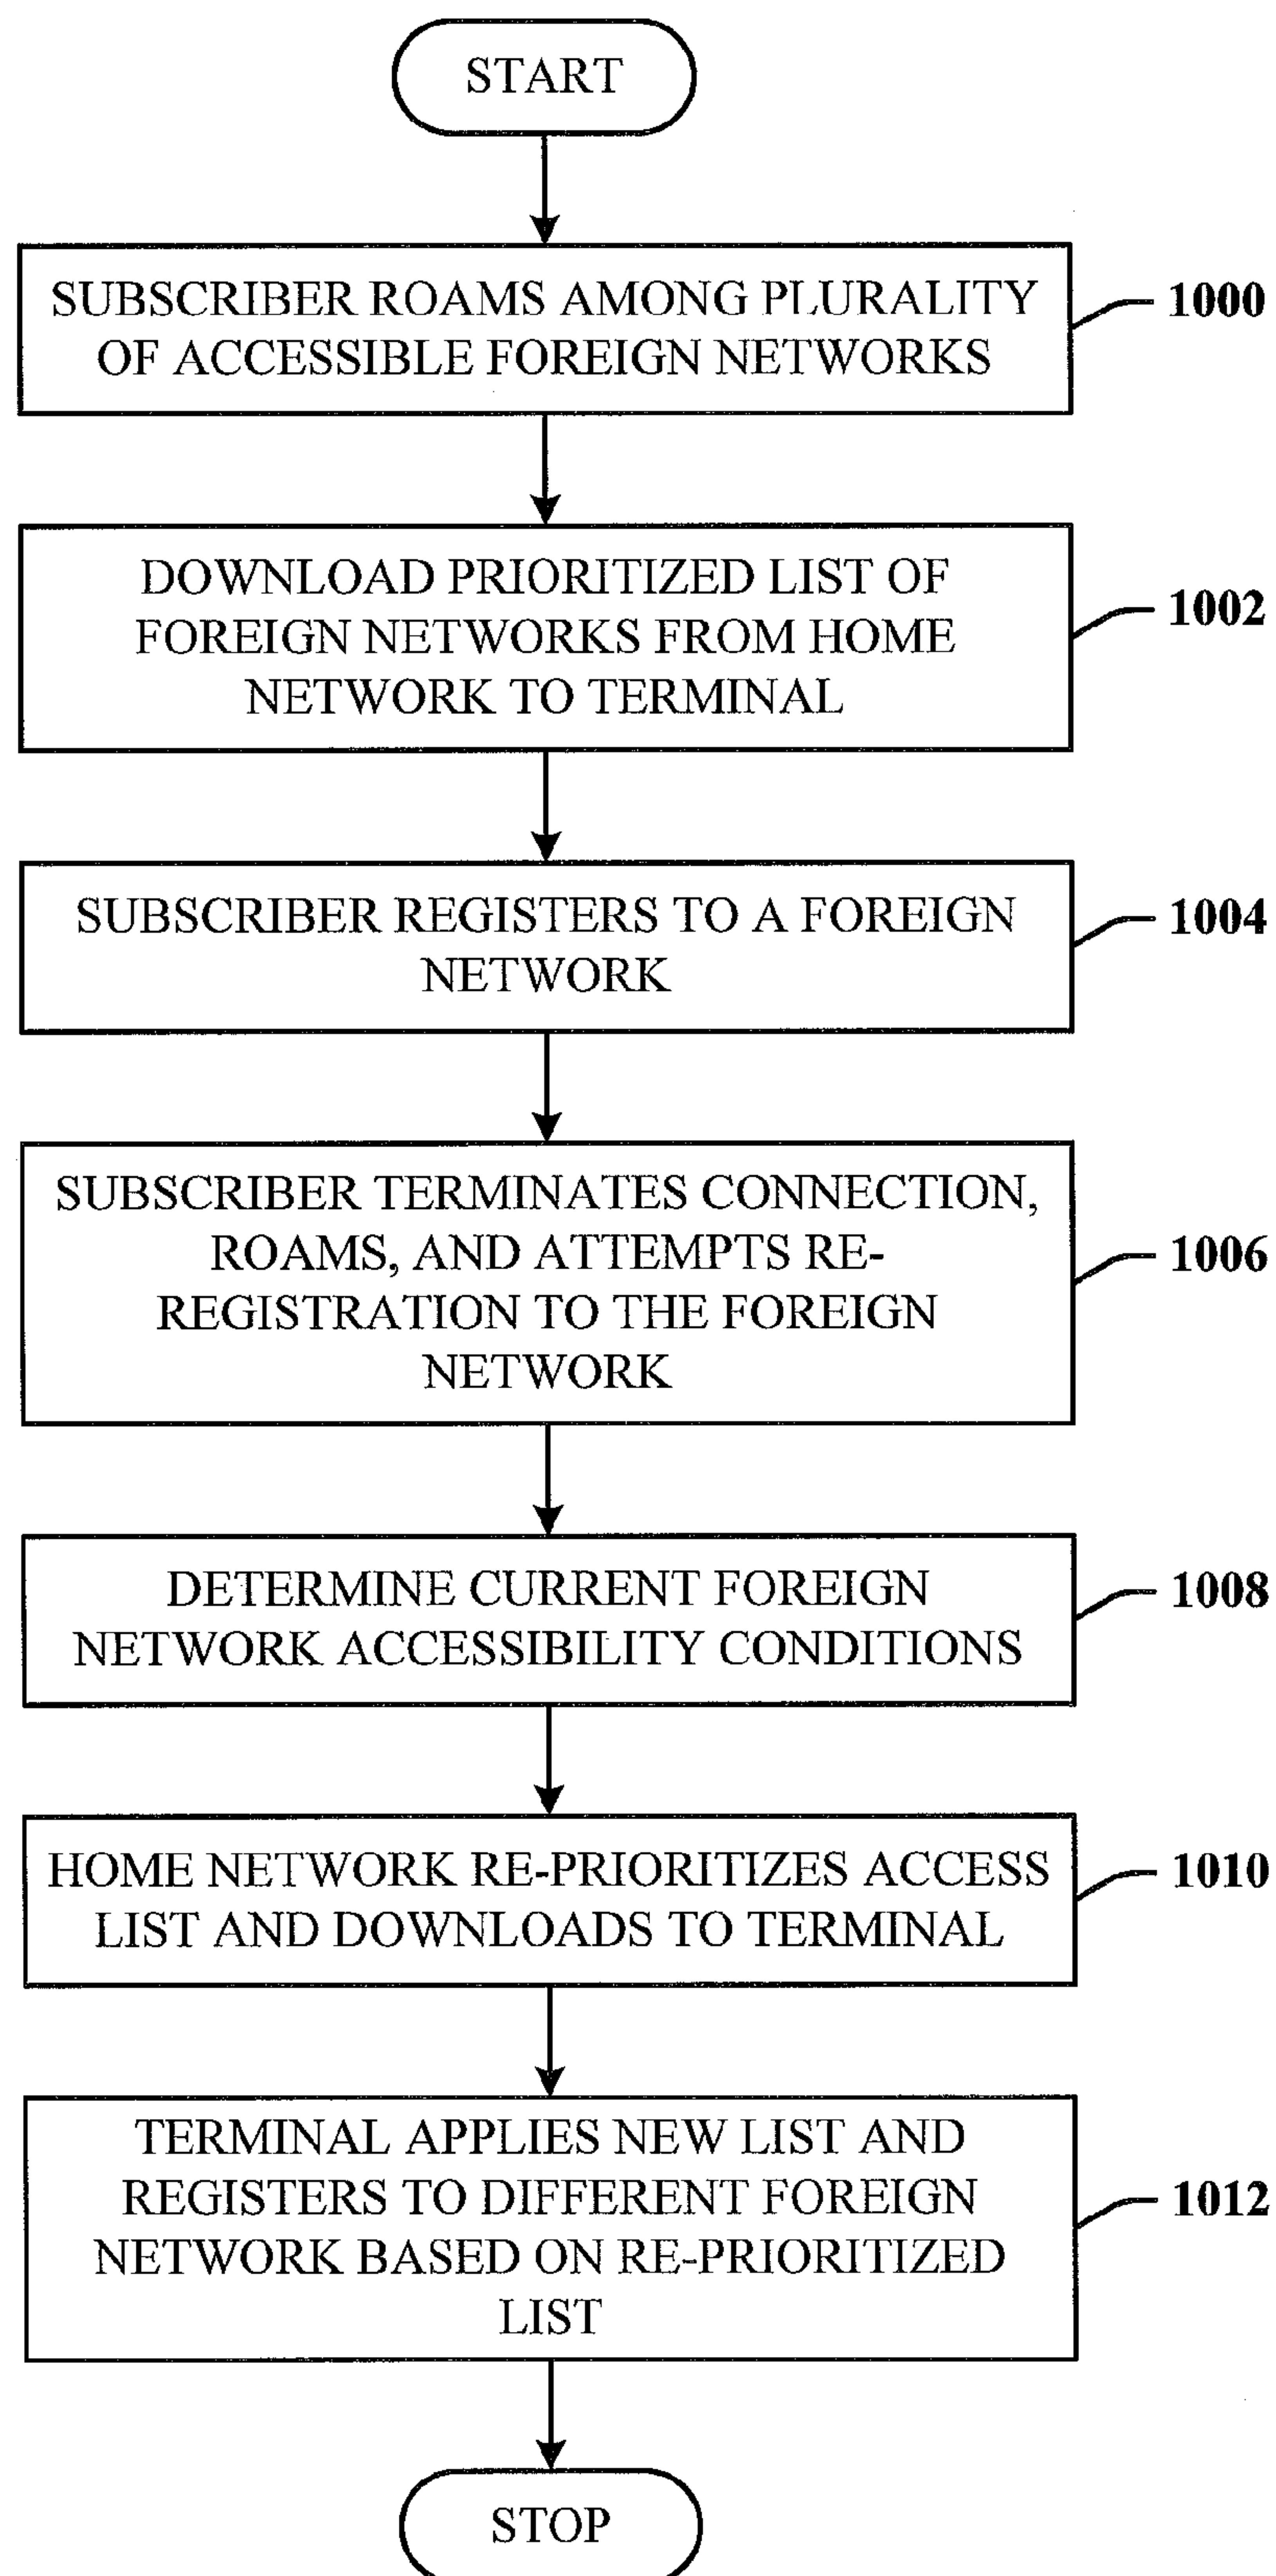 START
SUBSCRIBER ROAMS AMONG PLURALITY
OF ACCESSIBLE FOREIGN NETWORKS
1000
DOWNLOAD PRIORITIZED LIST OF
FOREIGN NETWORKS FROM HOME
NETWORK TO TERMINAL
1002
SUBSCRIBER REGISTERS TO A FOREIGN
NETWORK
1004
SUBSCRIBER TERMINATES CONNECTION,
ROAMS, AND ATTEMPTS RE-
REGISTRATION TO THE FOREIGN
NETWORK
1006
DETERMINE CURRENT FOREIGN
NETWORK ACCESSIBILITY CONDITIONS
1008
HOME NETWORK RE-PRIORITIZES ACCESS
LIST AND DOWNLOADS TO TERMINAL
1010
TERMINAL APPLIES NEW LIST AND
REGISTERS TO DIFFERENT FOREIGN
NETWORK BASED ON RE-PRIORITIZED
LIST
1012
STOP